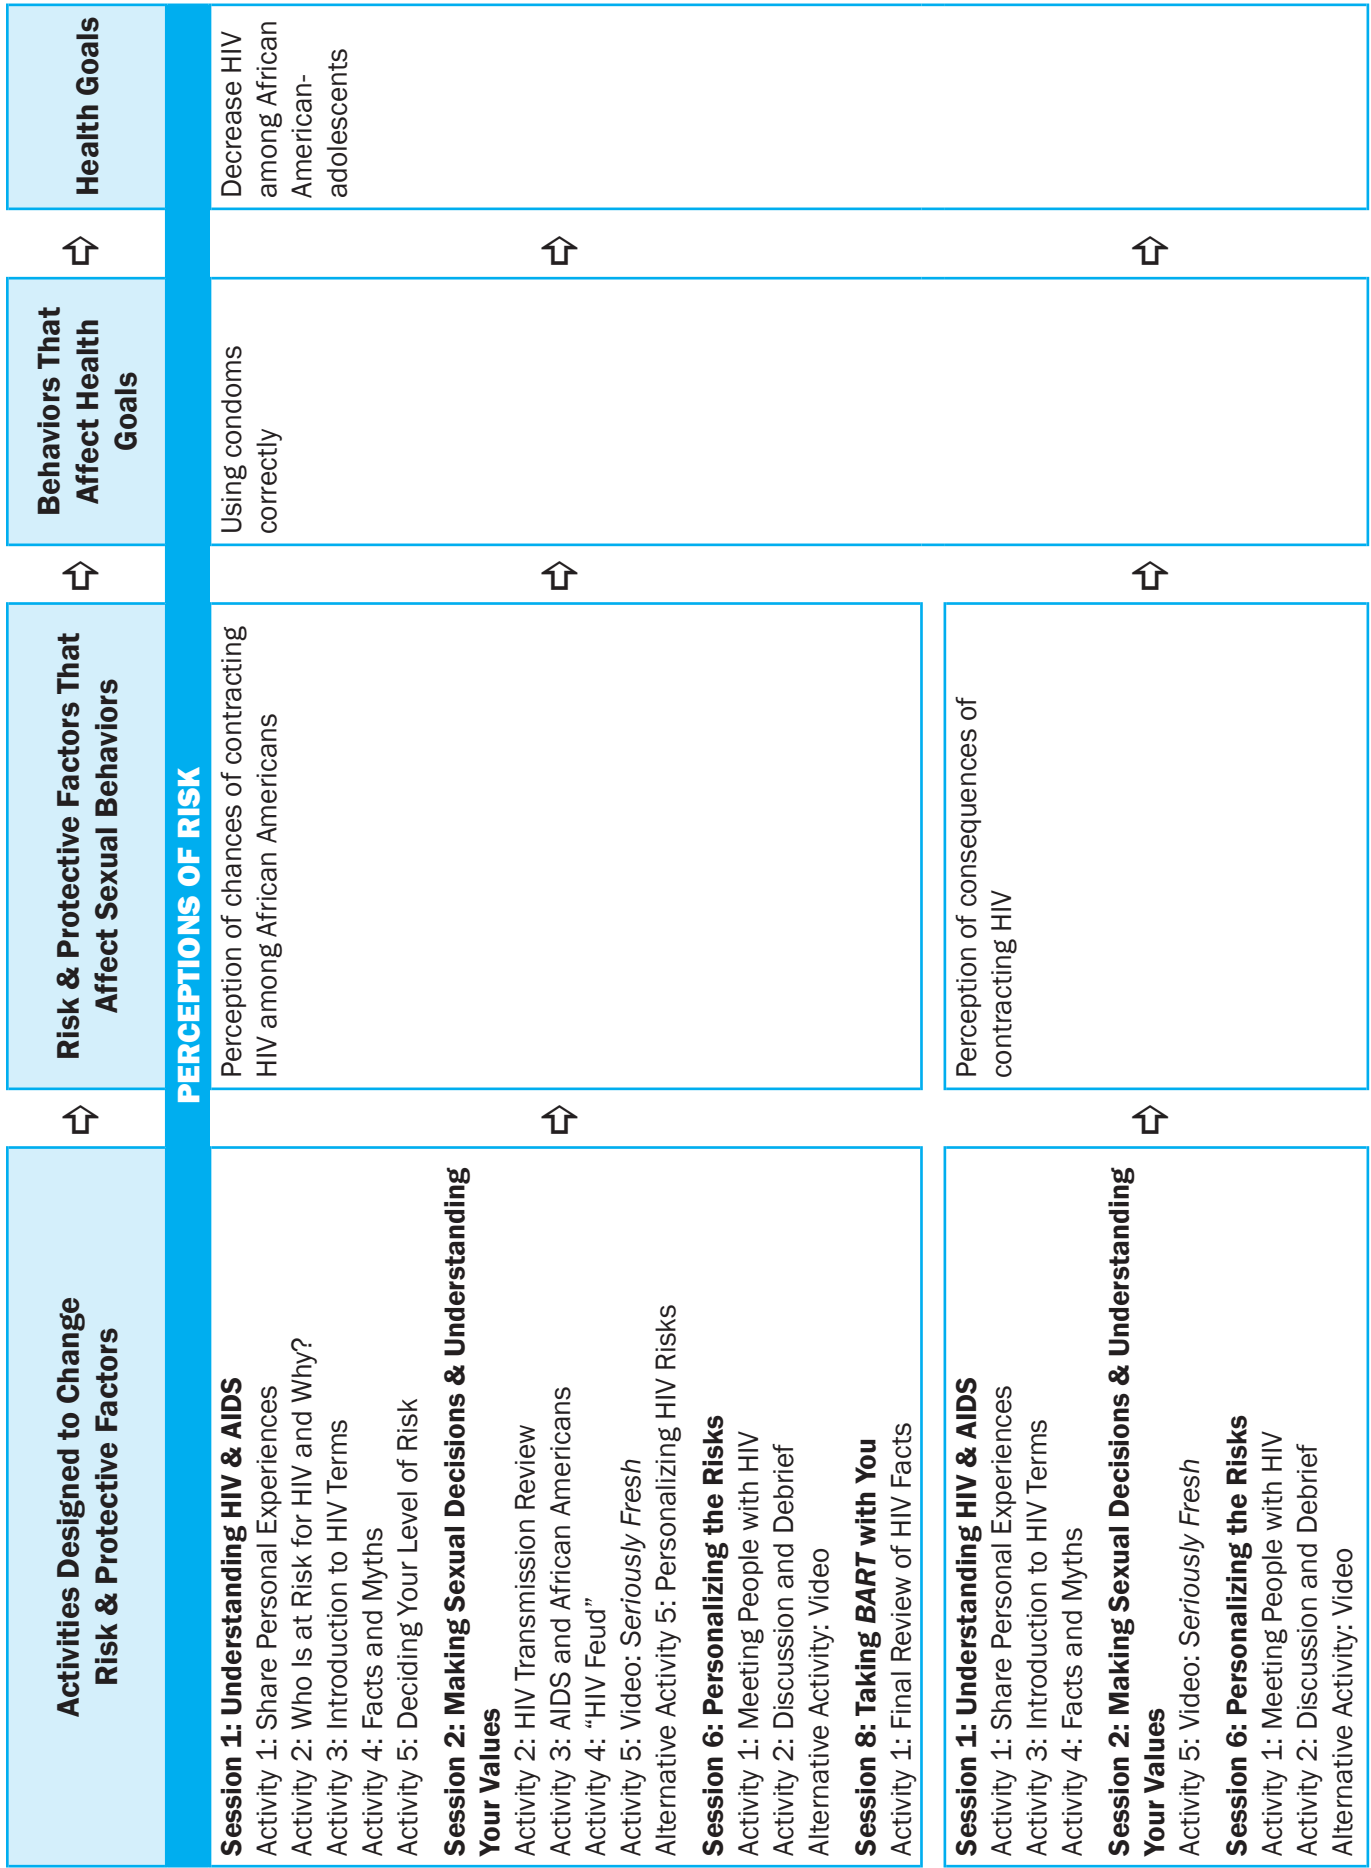 Activities Designed to Change
Risk & Protective Factors
Risk & Protective Factors That
Affect Sexual Behaviors
Behaviors That
Affect Health
Goals
Health Goals
PERCEPTIONS OF RISK
Session 1: Understanding HIV & AIDS
Activity 1: Share Personal Experiences
Activity 2: Who Is at Risk for HIV and Why?
Activity 3: Introduction to HIV Terms
Activity 4: Facts and Myths
Activity 5: Deciding Your Level of Risk
Session 2: Making Sexual Decisions & Understanding
Your Values
Activity 2: HIV Transmission Review
Activity 3: AIDS and African Americans
Activity 4: “HIV Feud”
Activity 5: Video: Seriously Fresh
Alternative Activity 5: Personalizing HIV Risks
Session 6: Personalizing the Risks
Activity 1: Meeting People with HIV
Activity 2: Discussion and Debrief
Alternative Activity: Video
Session 8: Taking BART with You
Activity 1: Final Review of HIV Facts
Perception of chances of contracting
HIV among African Americans
Using condoms
correctly
Decrease HIV
among African
American-
adolescents
Session 1: Understanding HIV & AIDS
Activity 1: Share Personal Experiences
Activity 3: Introduction to HIV Terms
Activity 4: Facts and Myths
Session 2: Making Sexual Decisions & Understanding
Your Values
Activity 5: Video: Seriously Fresh
Session 6: Personalizing the Risks
Activity 1: Meeting People with HIV
Activity 2: Discussion and Debrief
Alternative Activity: Video
Perception of consequences of
contracting HIV